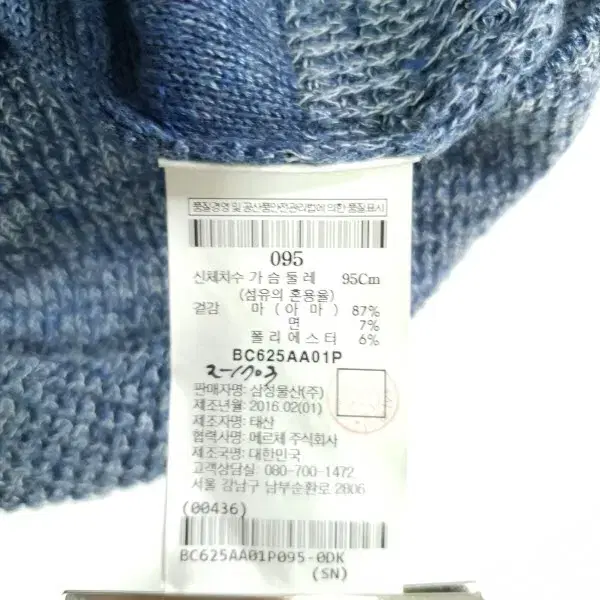 품질경영 및 공산품안전관리법에 의한 품질표시
095
신체치수 가슴둘레 95Cm
(섬유의 혼용율)
겉감 마(아마) 87%
면 7%
폴리에스터 6%
BC625AA01P
2-1703
판매자명: 삼성물산(주)
제조년월: 2016.02(01)
제조자명: 태산
협력사명: 메르체 주식회사
제조국명: 대한민국
고객상담실: 080-700-1472
서울 강남구 남부순환로 2806
(00436)
BC625AA01P095-0DK
(SN)